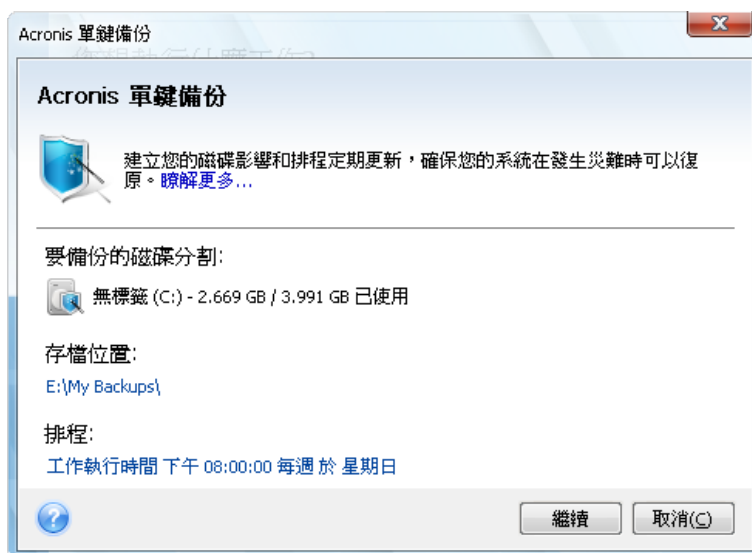 Acronis 單鍵備份
Acronis 單鍵備份
建立您的磁碟影響和排程定期更新，確保您的系統在發生災難時可以復
原。瞭解更多...
要備份的磁碟分割:
無標籤 (C:) - 2.669 GB / 3.991 GB 已使用
存檔位置:
E:\My Backups\
排程:
工作執行時間 下午 08:00:00 每週 於 星期日
繼續
取消(C)